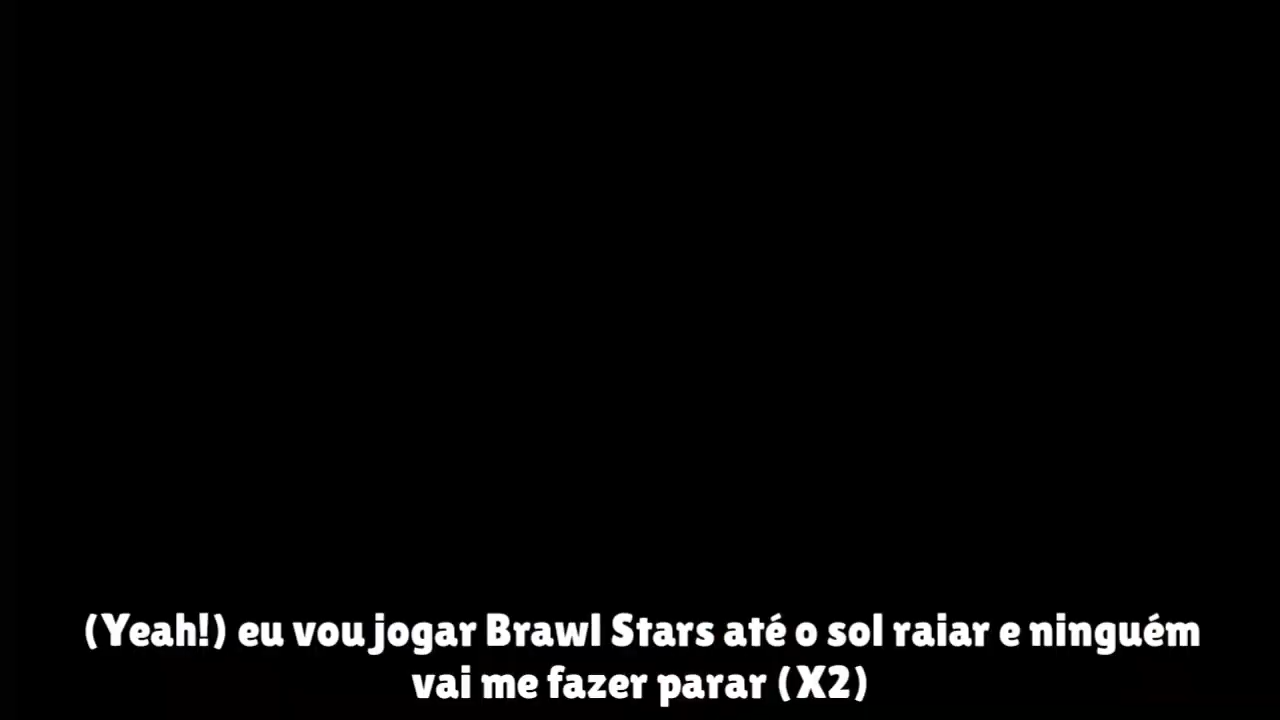 (Yeah!) eu vou jogar Brawl Stars até o sol raiar e ninguém
vai me fazer parar (X2)